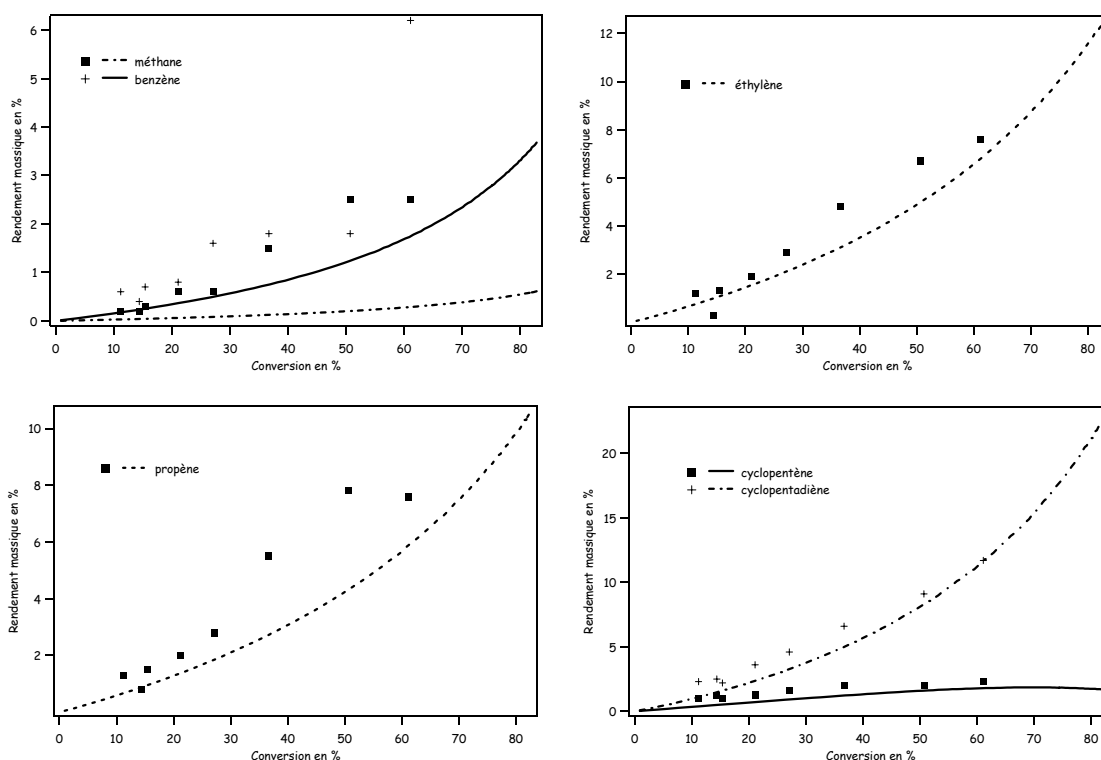 Rendement massique en %
6
5
4
3
2
1
0
méthane
benzène
0 10 20 30 40 50 60 70 80
Conversion en %
Rendement massique en %
12
10
8
6
4
2
éthylène
0 10 20 30 40 50 60 70 80
Conversion en %
Rendement massique en %
10
8
6
4
2
propène
0 10 20 30 40 50 60 70 80
Conversion en %
Rendement massique en %
20
15
10
5
0
cyclopentène
cyclopentadiène
0 10 20 30 40 50 60 70 80
Conversion en %